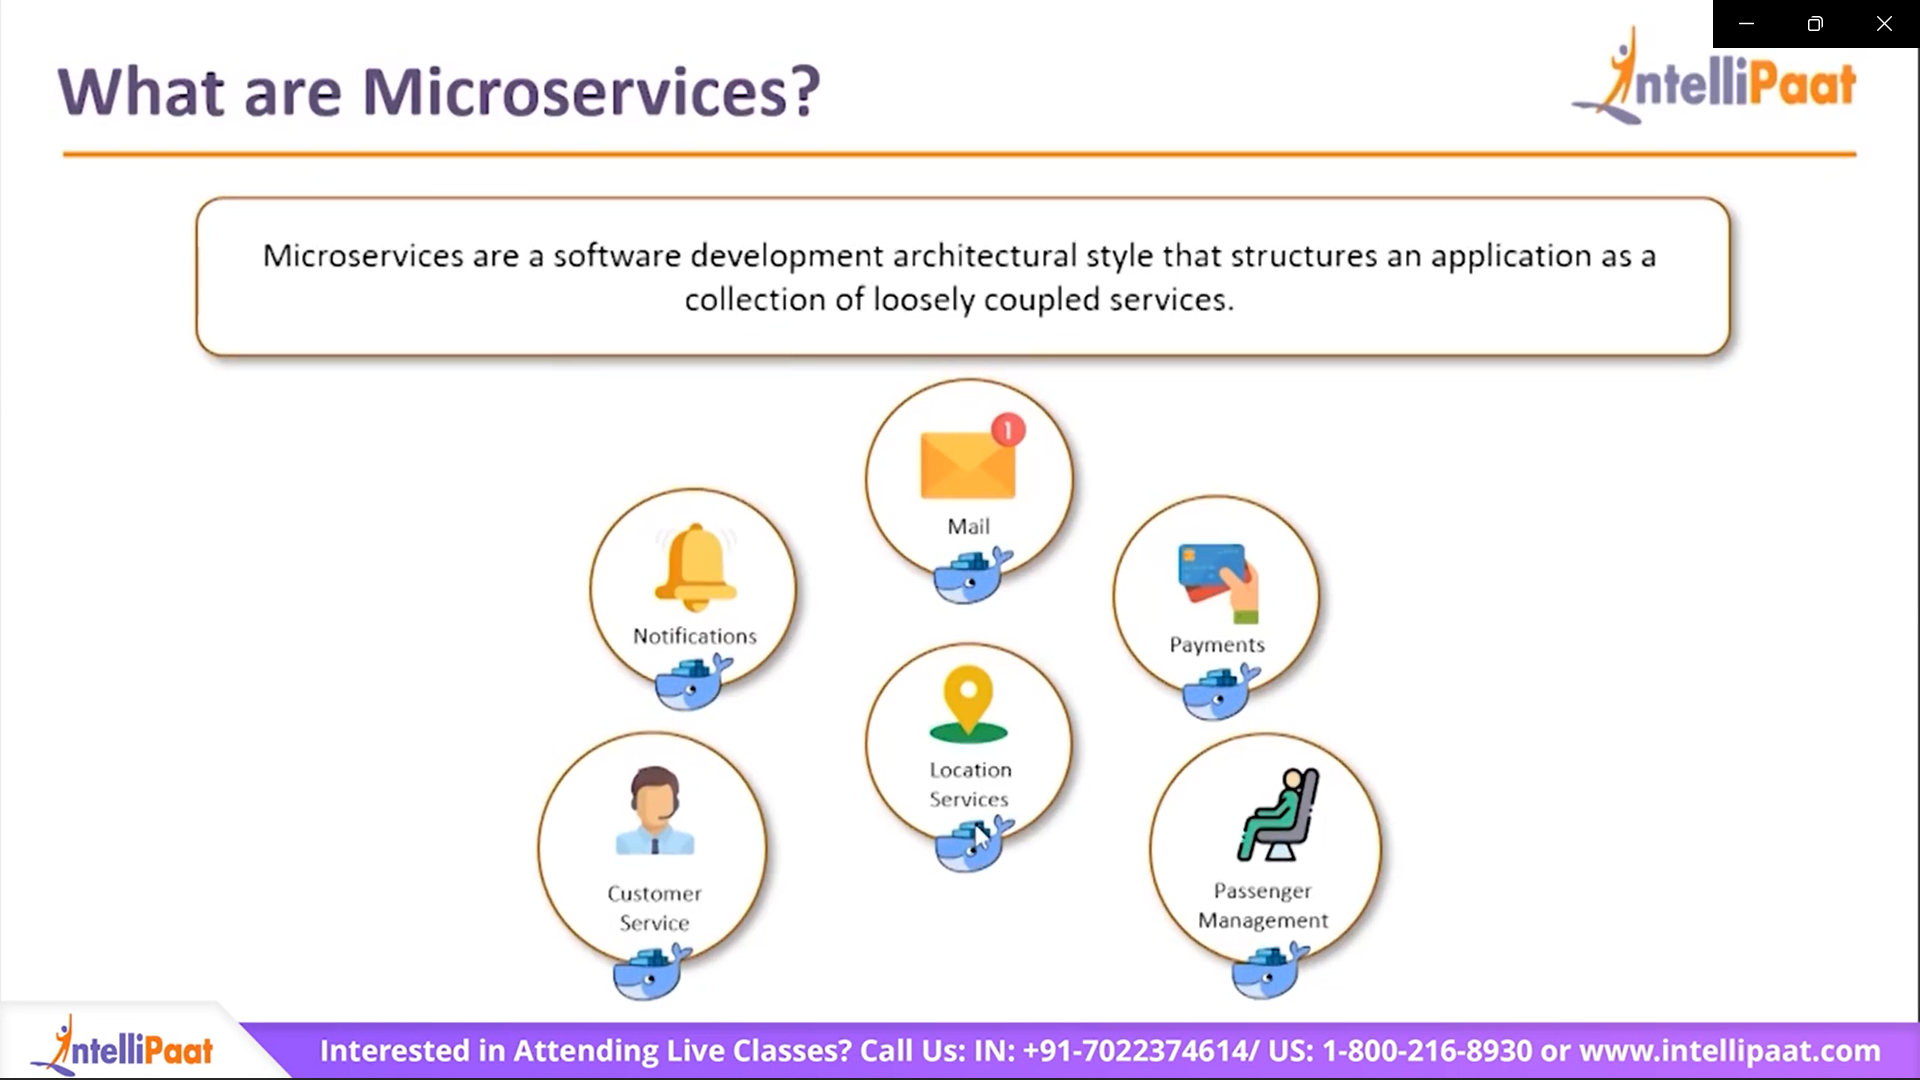 What are Microservices?
IntelliPaat
Microservices are a software development architectural style that structures an application as a
collection of loosely coupled services.
1
Mail
Notifications
Payments
Location
Services
Customer
Service
Passenger
Management
IntelliPaat
Interested in Attending Live Classes? Call Us: IN: +91-7022374614/ US: 1-800-216-8930 or www.intellipaat.com